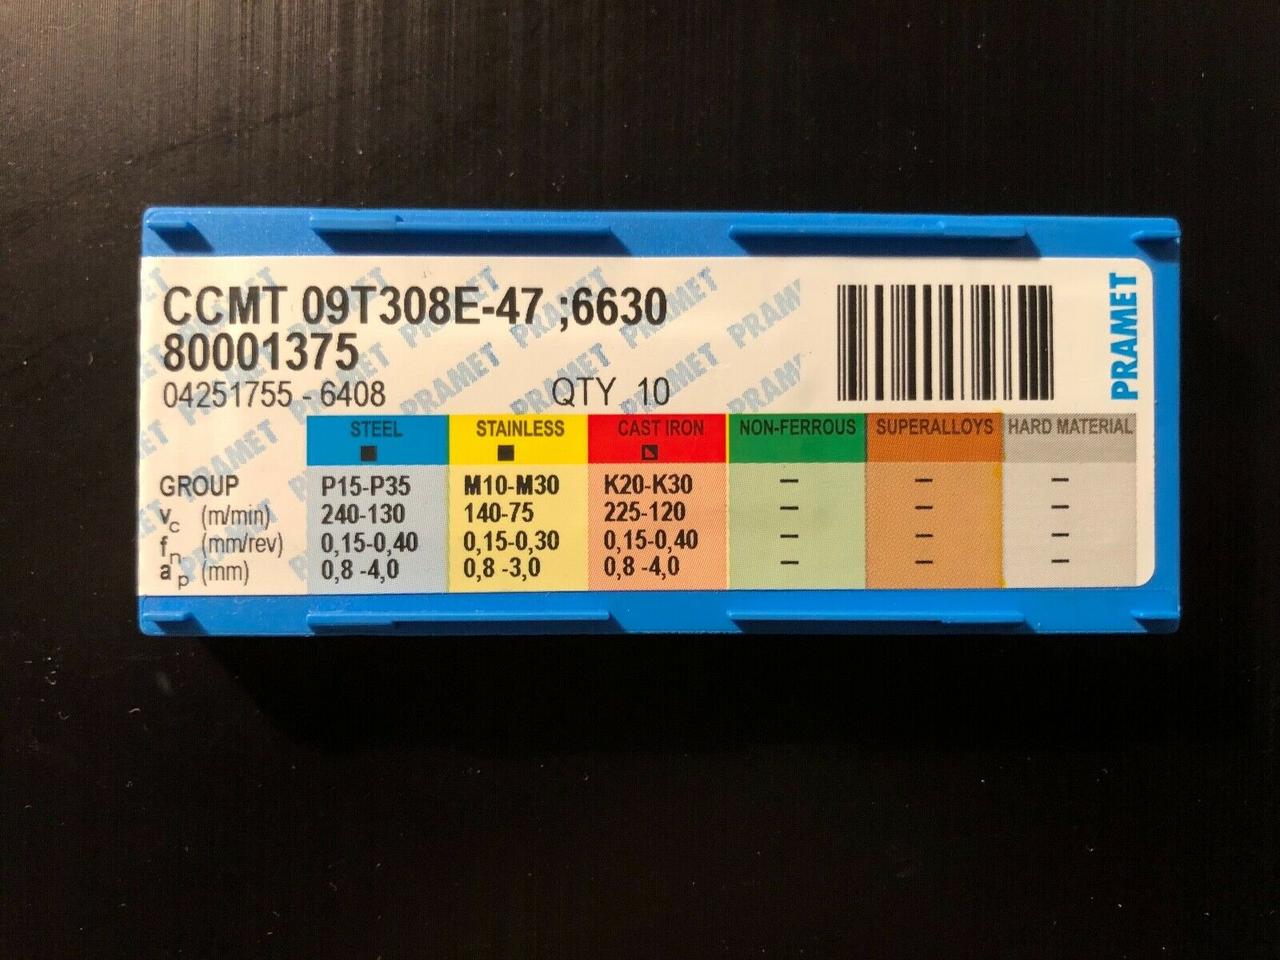 CCMT 09T308E-47 ;6630
80001375
04251755 - 6408 QTY 10
PRAMET
STEEL STAINLESS CAST IRON NON-FERROUS SUPERALLOYS HARD MATERIAL
GROUP P15-P35 M10-M30 K20-K30 – – –
vc (m/min) 240-130 140-75 225-120 – – –
fn (mm/rev) 0,15-0,40 0,15-0,30 0,15-0,40 – – –
ap (mm) 0,8 -4,0 0,8 -3,0 0,8 -4,0 – – –